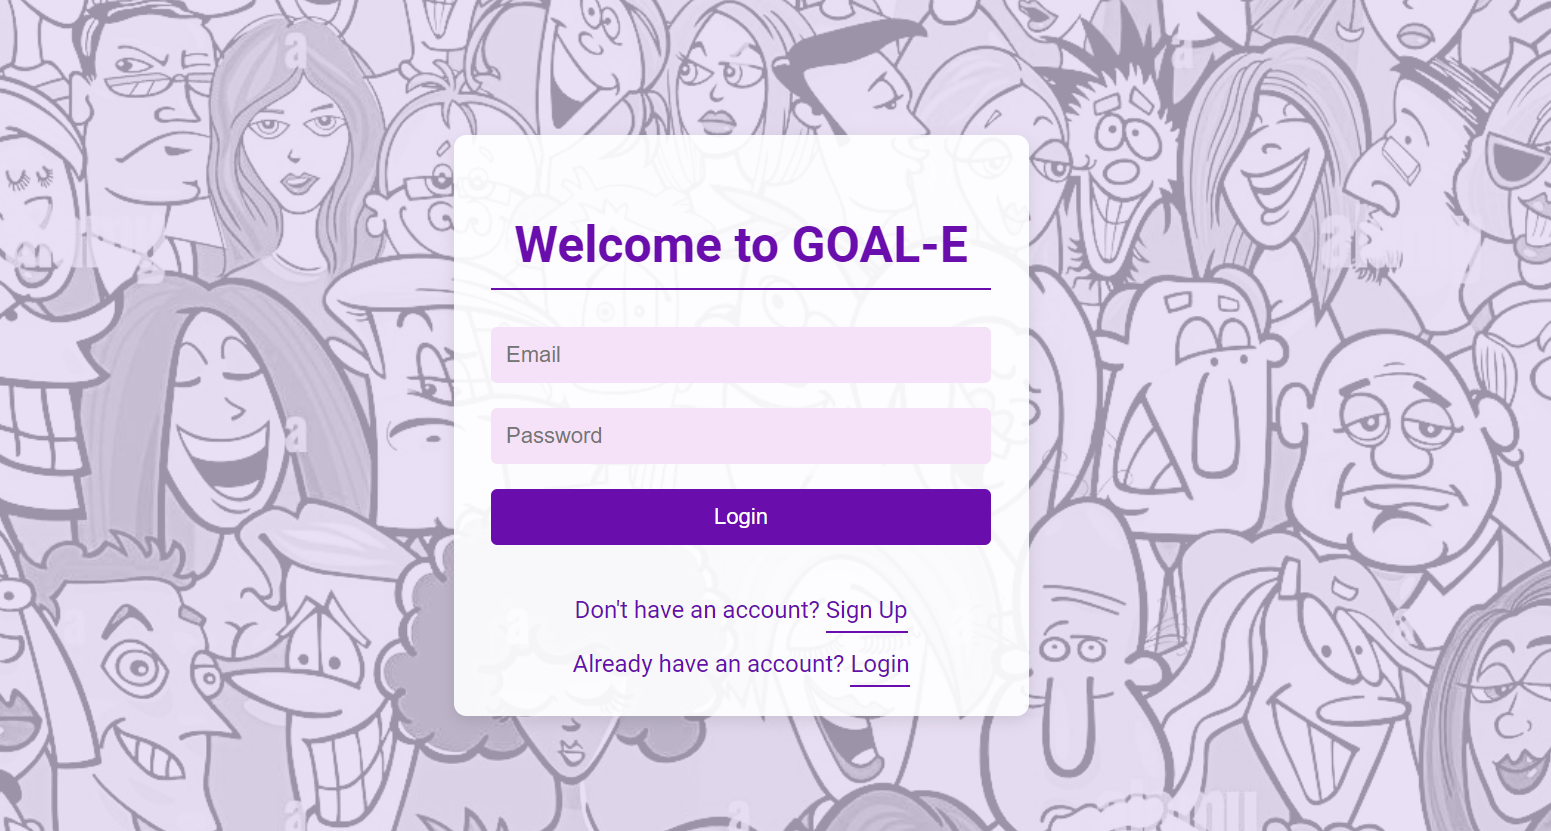 Welcome to GOAL-E
Email
Password
Login
Don't have an account? Sign Up
Already have an account? Login